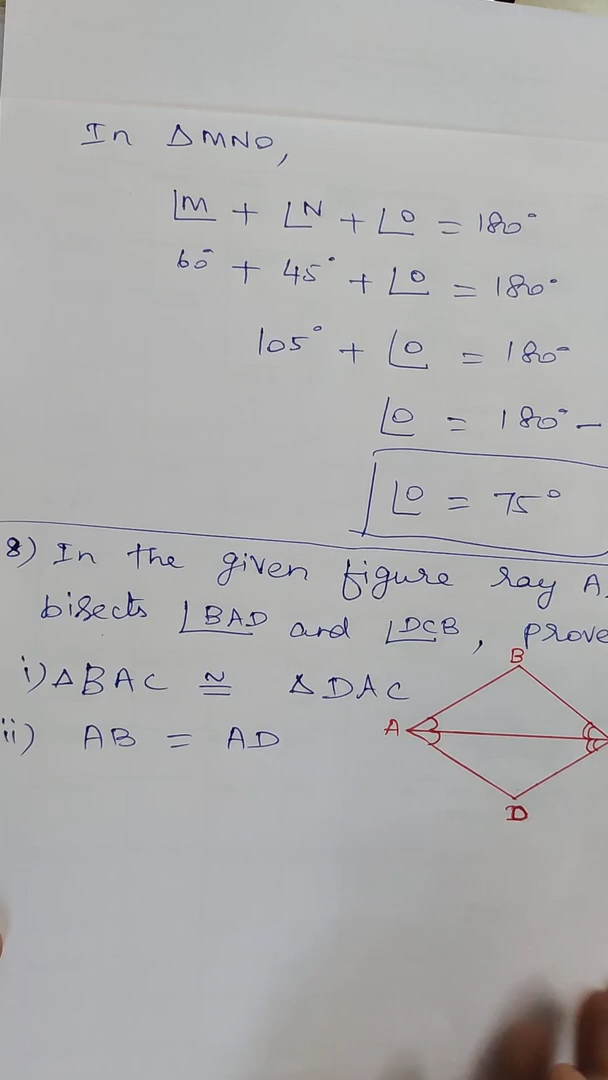 In ΔMNO,
∠M + ∠N + ∠O = 180°
60° + 45° + ∠O = 180°
105° + ∠O = 180°
∠O = 180° -
∠O = 75°
8) In the given figure ray A
bisects ∠BAD and ∠DCB, prove
i) ΔBAC ≅ ΔDAC
ii) AB = AD
B
A
D